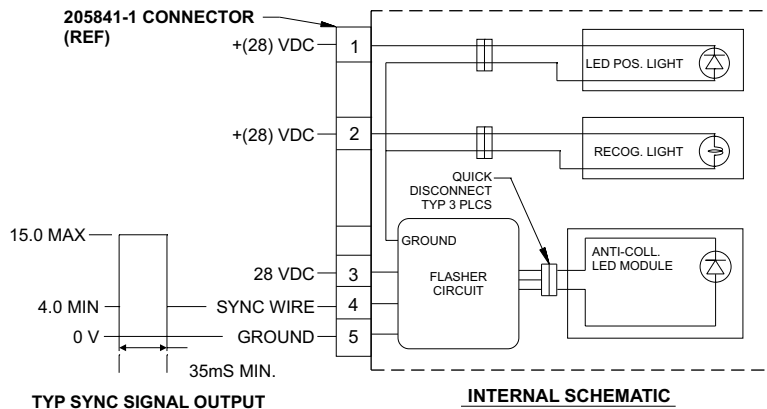 205841-1 CONNECTOR
(REF)
+(28) VDC
1
LED POS. LIGHT
+(28) VDC
2
RECOG. LIGHT
QUICK
DISCONNECT
TYP 3 PLCS
15.0 MAX
GROUND
ANTI-COLL.
LED MODULE
28 VDC
3
FLASHER
CIRCUIT
4.0 MIN
SYNC WIRE
4
0 V
GROUND
5
35mS MIN.
TYP SYNC SIGNAL OUTPUT
INTERNAL SCHEMATIC